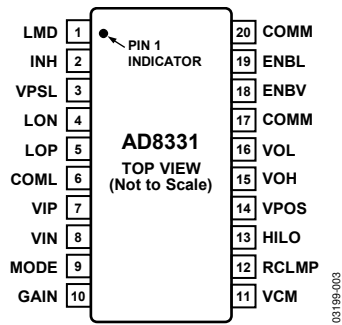 LMD 1 20 COMM
PIN 1
INDICATOR
INH 2 19 ENBL
VPSL 3 18 ENBV
LON 4 17 COMM
LOP 5 AD8331 16 VOL
TOP VIEW
(Not to Scale)
COML 6 15 VOH
VIP 7 14 VPOS
VIN 8 13 HILO
MODE 9 12 RCLMP
GAIN 10 11 VCM
03199-003